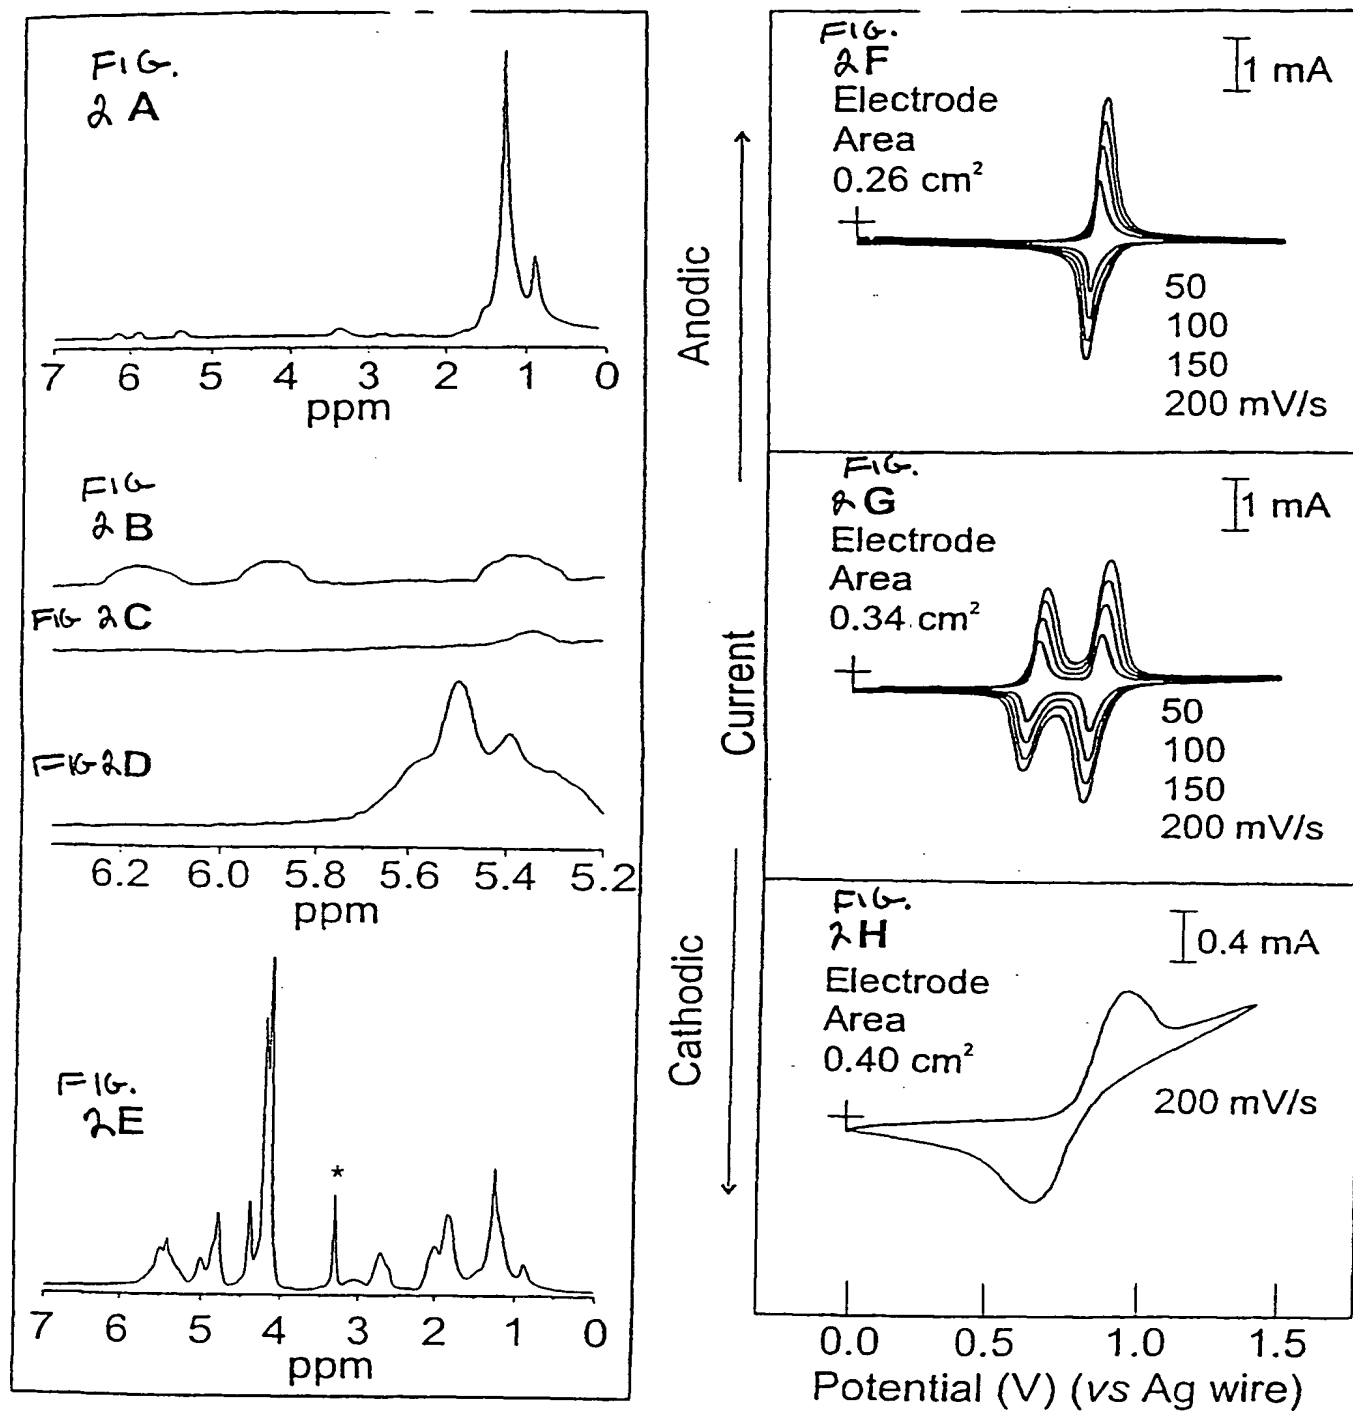 FIG.
2 A
7 6 5 4 3 2 1 0
ppm
FIG
2 B
FIG 2C
FIG 2D
6.2 6.0 5.8 5.6 5.4 5.2
ppm
FIG.
2E
*
7 6 5 4 3 2 1 0
ppm
Anodic
Current
Cathodic
FIG.
2F
1 mA
Electrode
Area
0.26 cm²
50
100
150
200 mV/s
FIG.
2G
1 mA
Electrode
Area
0.34 cm²
50
100
150
200 mV/s
FIG.
2H
0.4 mA
Electrode
Area
0.40 cm²
200 mV/s
0.0 0.5 1.0 1.5
Potential (V) (vs Ag wire)